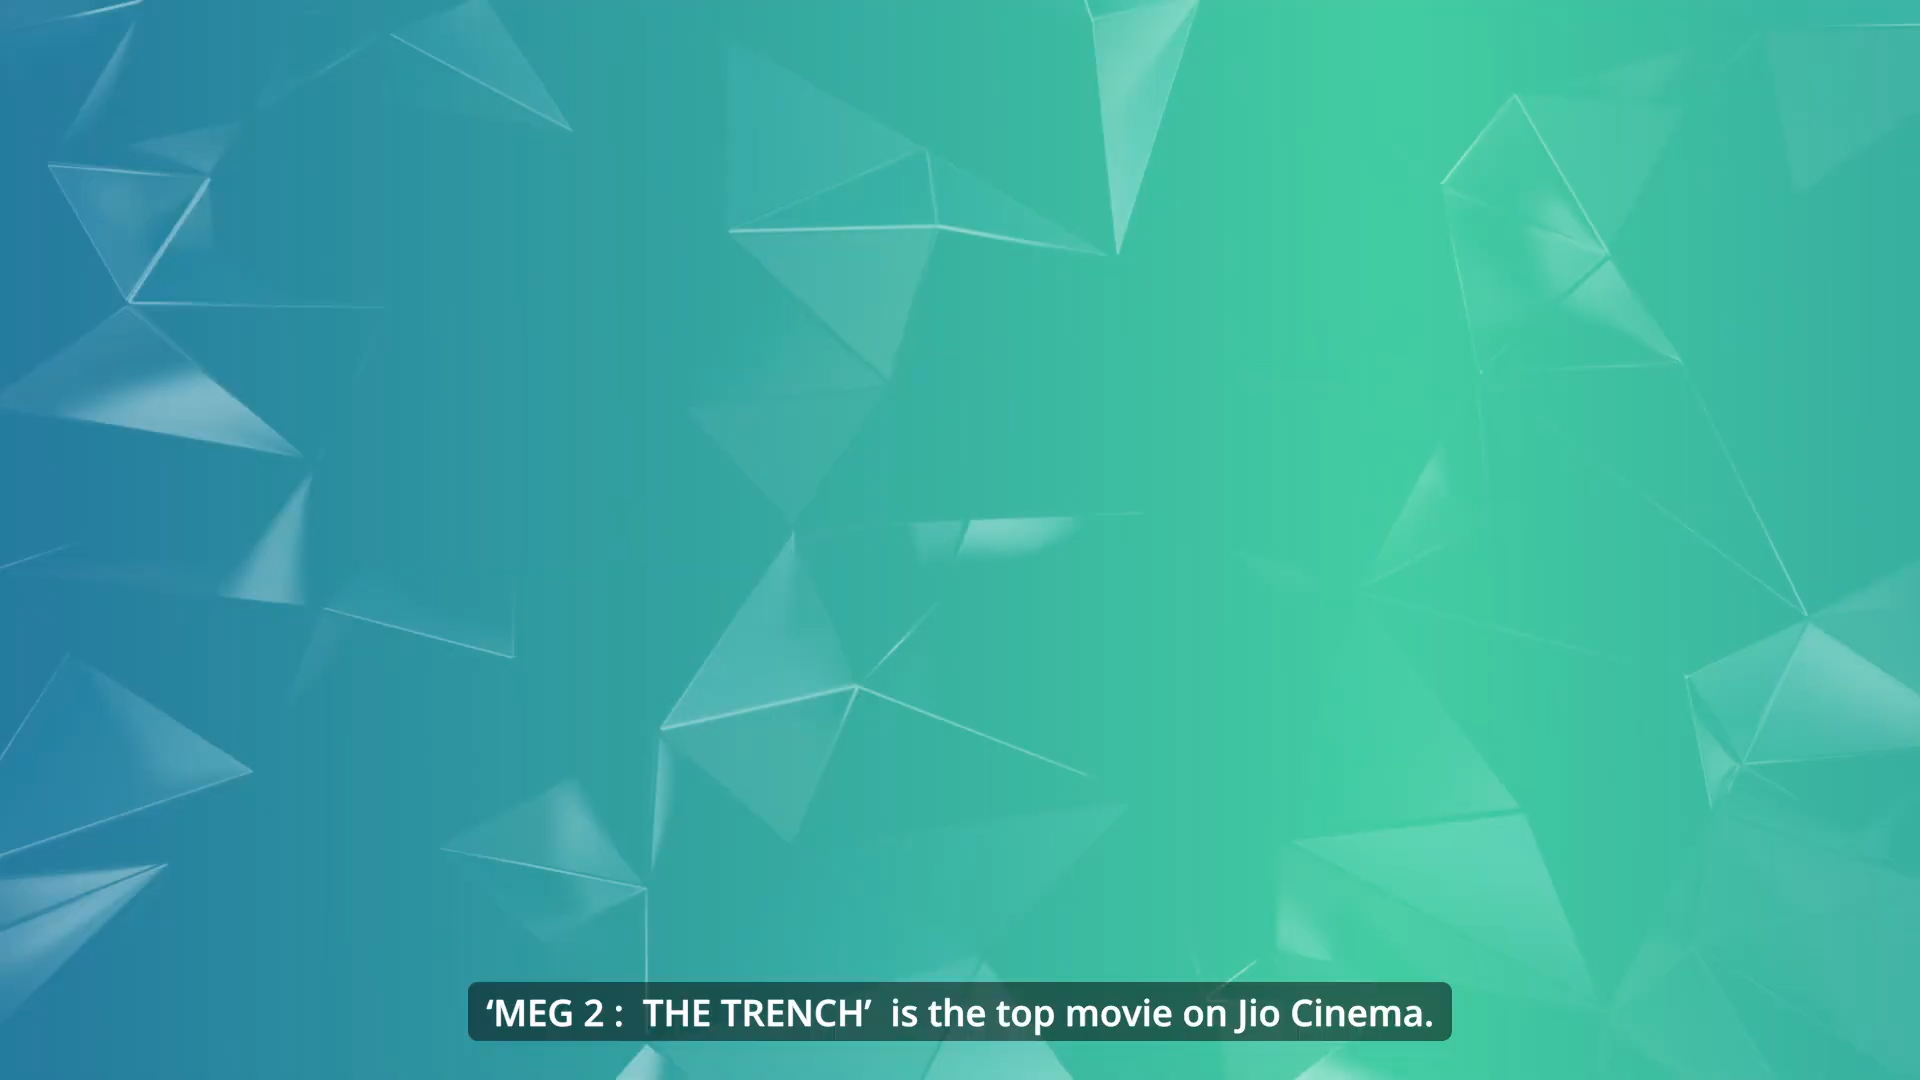 ‘MEG 2 :  THE TRENCH’  is the top movie on Jio Cinema.